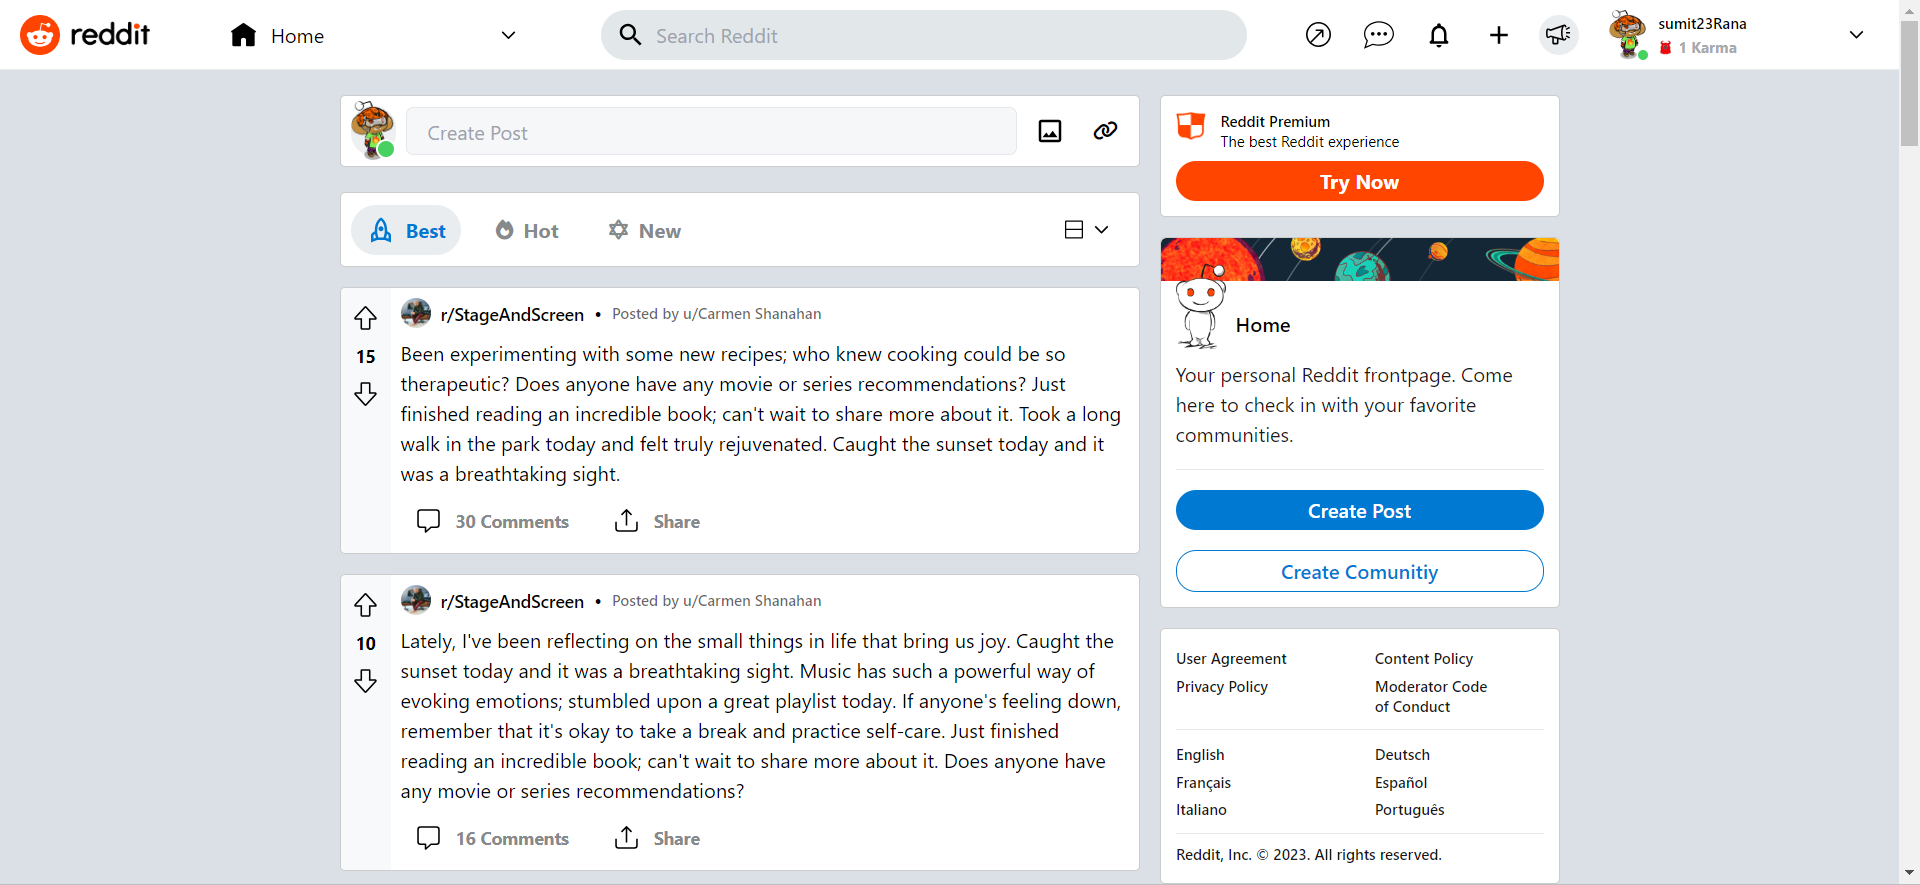 reddit
Home
Search Reddit
sumit23Rana
1 Karma
Create Post
Best
Hot
New
r/StageAndScreen • Posted by u/Carmen Shanahan
15
Been experimenting with some new recipes; who knew cooking could be so
therapeutic? Does anyone have any movie or series recommendations? Just
finished reading an incredible book; can't wait to share more about it. Took a long
walk in the park today and felt truly rejuvenated. Caught the sunset today and it
was a breathtaking sight.
30 Comments
Share
r/StageAndScreen • Posted by u/Carmen Shanahan
10
Lately, I've been reflecting on the small things in life that bring us joy. Caught the
sunset today and it was a breathtaking sight. Music has such a powerful way of
evoking emotions; stumbled upon a great playlist today. If anyone's feeling down,
remember that it's okay to take a break and practice self-care. Just finished
reading an incredible book; can't wait to share more about it. Does anyone have
any movie or series recommendations?
16 Comments
Share
Reddit Premium
The best Reddit experience
Try Now
Home
Your personal Reddit frontpage. Come
here to check in with your favorite
communities.
Create Post
Create Comunitiy
User Agreement
Content Policy
Privacy Policy
Moderator Code
of Conduct
English
Deutsch
Français
Español
Italiano
Português
Reddit, Inc. © 2023. All rights reserved.